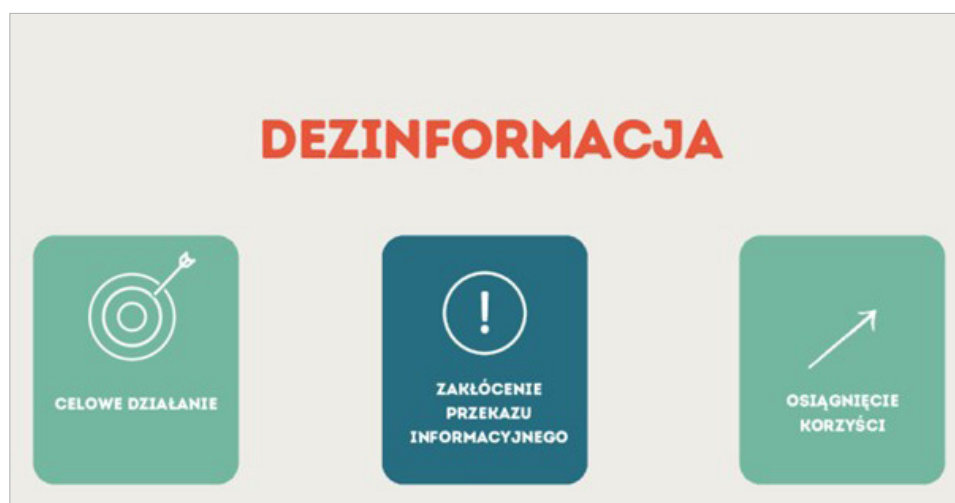 DEZINFORMACJA
CELOWE DZIAŁANIE
ZAKŁÓCENIE
PRZEKAZU
INFORMACYJNEGO
OSIĄGNIĘCIE
KORZYŚCI